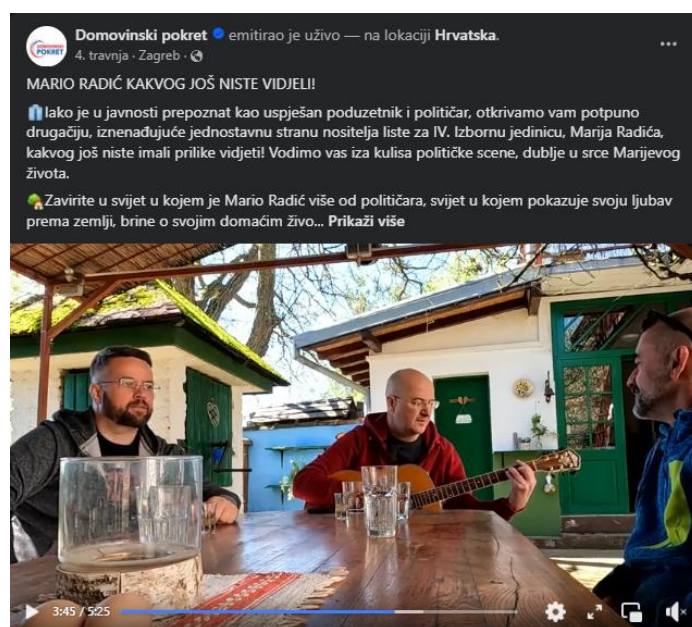 Domovinski pokret emitirao je uživo — na lokaciji Hrvatska.
4. travnja · Zagreb ·
MARIO RADIĆ KAKVOG JOŠ NISTE VIDJELI!
Iako je u javnosti prepoznat kao uspješan poduzetnik i političar, otkrivamo vam potpuno
drugačiju, iznenađujuće jednostavnu stranu nositelja liste za IV. Izbornu jedinicu, Marija Radića,
kakvog još niste imali prilike vidjeti! Vodimo vas iza kulisa političke scene, dublje u srce Marijevog
života.
Zavirite u svijet u kojem je Mario Radić više od političara, svijet u kojem pokazuje svoju ljubav
prema zemlji, brine o svojim domaćim živo... Prikaži više
3:45 / 5:25